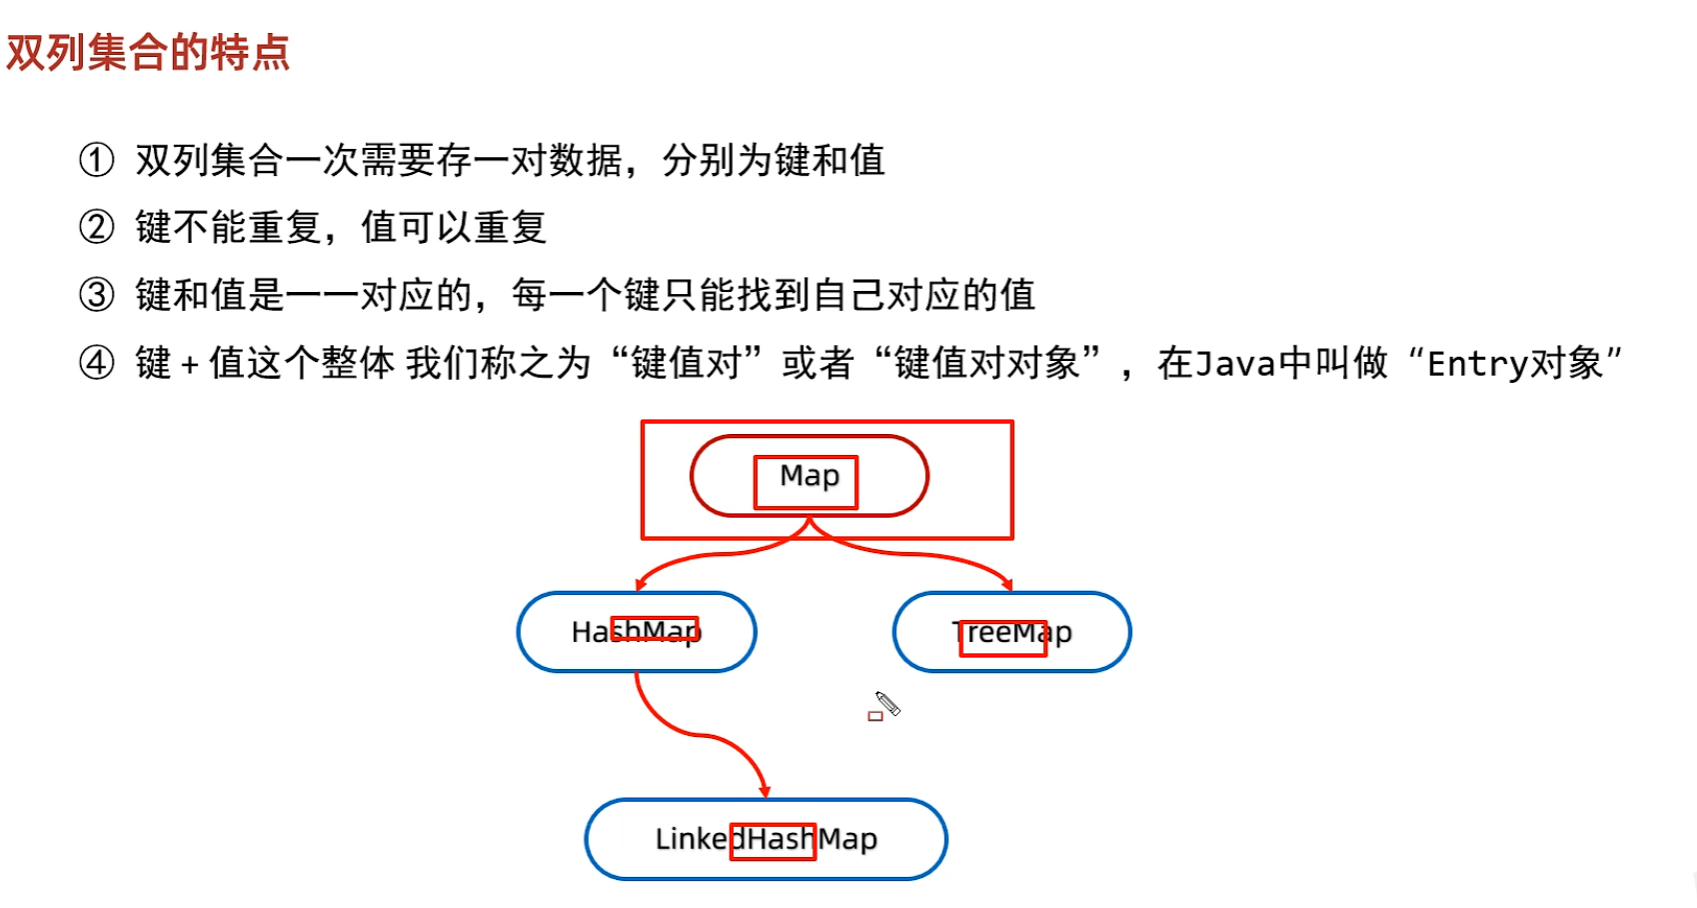 双列集合的特点
① 双列集合一次需要存一对数据，分别为键和值
② 键不能重复，值可以重复
③ 键和值是一一对应的，每一个键只能找到自己对应的值
④ 键 + 值这个整体 我们称之为“键值对”或者“键值对对象”，在Java中叫做“Entry对象”
Map
HashMap
TreeMap
LinkedHashMap